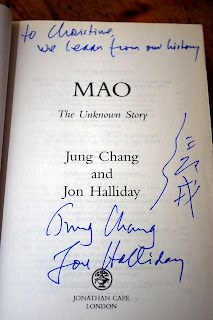 to Christine,
we learn from our history
MAO
The Unknown Story
Jung Chang
and
Jon Halliday
Jung Chang
Jon Halliday
JONATHAN CAPE
LONDON